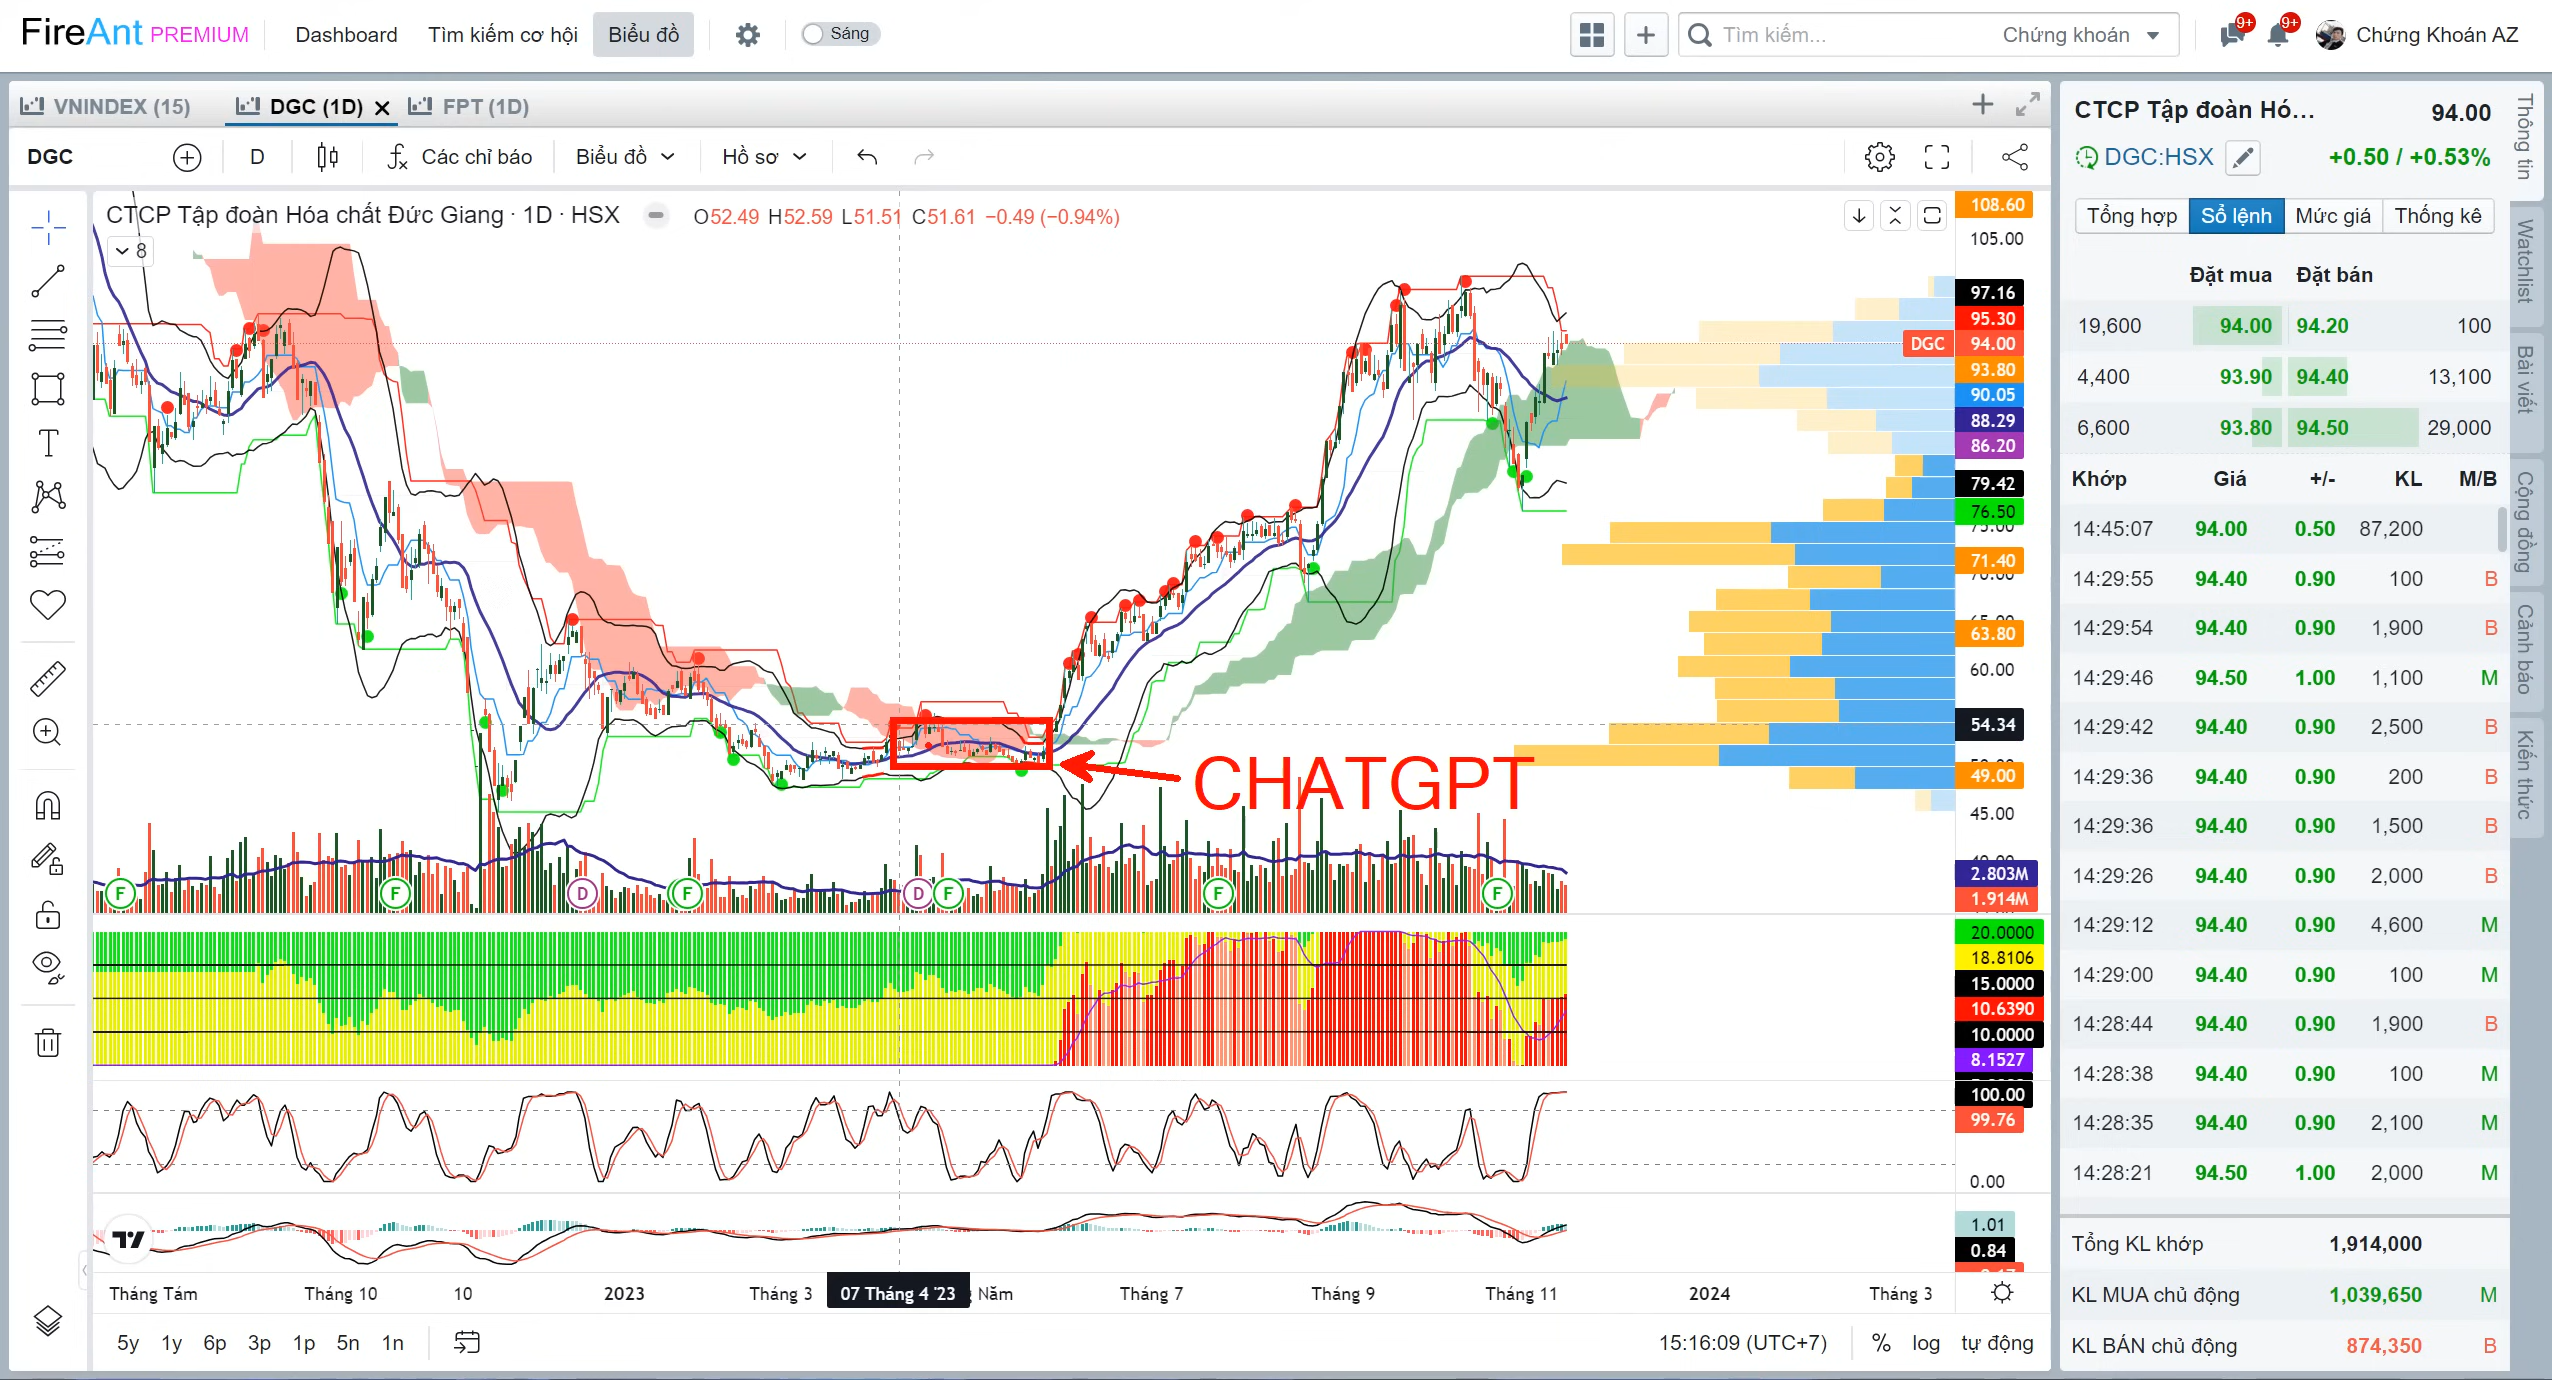 FireAnt PREMIUM Dashboard Tìm kiếm cơ hội Biểu đồ Sáng Tìm kiếm... Chứng khoán 9+ 9+ Chứng Khoán AZ
VNINDEX (15) DGC (1D) FPT (1D)
DGC D Các chỉ báo Biểu đồ Hồ sơ
CTCP Tập đoàn Hóa chất Đức Giang · 1D · HSX O52.49 H52.59 L51.51 C51.61 −0.49 (−0.94%)
8
108.60
105.00
97.16
95.30
DGC 94.00
93.80
90.05
88.29
86.20
79.42
76.50
75.00
71.40
70.00
63.80
60.00
54.34
49.00
45.00
CHATGPT
2.803M
1.914M
F F D F D F F F
20.0000
18.8106
15.0000
10.6390
10.0000
8.1527
100.00
99.76
0.00
1.01
0.84
Tháng Tám Tháng 10 10 2023 Tháng 3 07 Tháng 4 '23 Năm Tháng 7 Tháng 9 Tháng 11 2024 Tháng 3
5y 1y 6p 3p 1p 5n 1n 15:16:09 (UTC+7) % log tự động
CTCP Tập đoàn Hó... 94.00
DGC:HSX +0.50 / +0.53%
Tổng hợp Sổ lệnh Mức giá Thống kê
Đặt mua Đặt bán
19,600 94.00 94.20 100
4,400 93.90 94.40 13,100
6,600 93.80 94.50 29,000
Khớp Giá +/- KL M/B
14:45:07 94.00 0.50 87,200
14:29:55 94.40 0.90 100 B
14:29:54 94.40 0.90 1,900 B
14:29:46 94.50 1.00 1,100 M
14:29:42 94.40 0.90 2,500 B
14:29:36 94.40 0.90 200 B
14:29:36 94.40 0.90 1,500 B
14:29:26 94.40 0.90 2,000 B
14:29:12 94.40 0.90 4,600 M
14:29:00 94.40 0.90 100 M
14:28:44 94.40 0.90 1,900 B
14:28:38 94.40 0.90 100 M
14:28:35 94.40 0.90 2,100 M
14:28:21 94.50 1.00 2,000 M
Tổng KL khớp 1,914,000
KL MUA chủ động 1,039,650 M
KL BÁN chủ động 874,350 B
Thông tin
Watchlist
Bài viết
Cộng đồng
Cảnh báo
Kiến thức